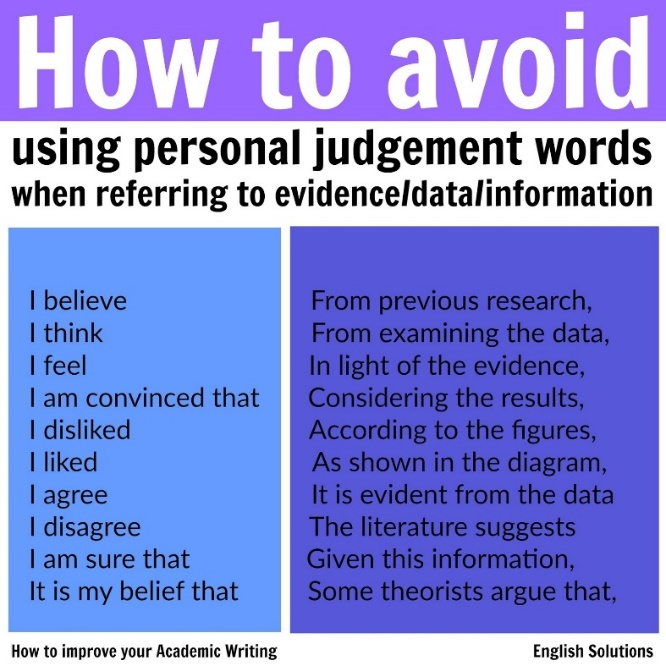 How to avoid
using personal judgement words
when referring to evidence/data/information
I believe
I think
I feel
I am convinced that
I disliked
I liked
I agree
I disagree
I am sure that
It is my belief that
From previous research,
From examining the data,
In light of the evidence,
Considering the results,
According to the figures,
As shown in the diagram,
It is evident from the data
The literature suggests
Given this information,
Some theorists argue that,
How to improve your Academic Writing
English Solutions